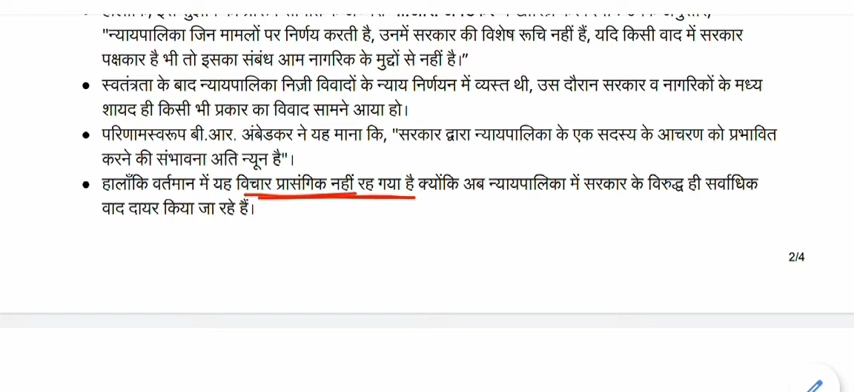 "न्यायपालिका जिन मामलों पर निर्णय करती है, उनमें सरकार की विशेष रूचि नहीं हैं, यदि किसी वाद में सरकार
पक्षकार है भी तो इसका संबंध आम नागरिक के मुद्दों से नहीं है।”
• स्वतंत्रता के बाद न्यायपालिका निज़ी विवादों के न्याय निर्णयन में व्यस्त थी, उस दौरान सरकार व नागरिकों के मध्य
शायद ही किसी भी प्रकार का विवाद सामने आया हो।
• परिणामस्वरूप बी.आर. अंबेडकर ने यह माना कि, "सरकार द्वारा न्यायपालिका के एक सदस्य के आचरण को प्रभावित
करने की संभावना अति न्यून है"।
• हालाँकि वर्तमान में यह विचार प्रासंगिक नहीं रह गया है क्योंकि अब न्यायपालिका में सरकार के विरुद्ध ही सर्वाधिक
वाद दायर किया जा रहे हैं।
2/4